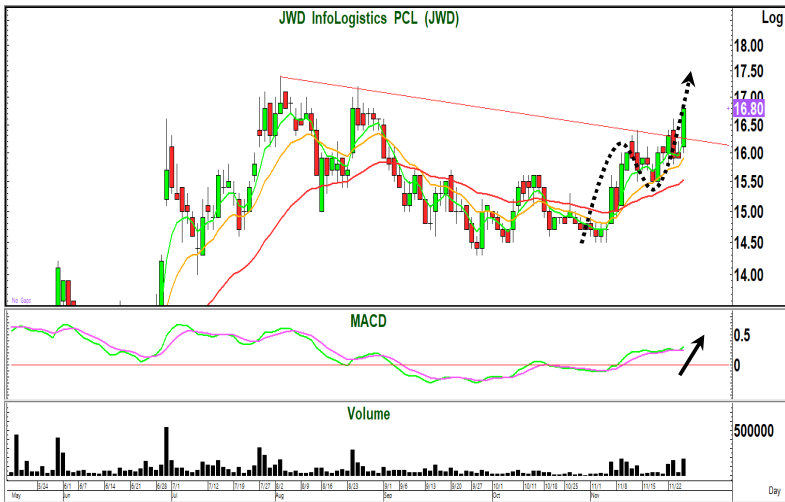 JWD InfoLogistics PCL (JWD)
Log
18.00
17.50
17.00
16.80
16.50
16.00
15.50
15.00
14.50
14.00
No Gaps
MACD
0.5
0
Volume
500000
5/24 6/1 6/7 6/14 6/21 6/28 7/1 7/12 7/19 7/27 8/2 8/9 8/16 8/23 9/1 9/6 9/13 9/20 9/27 10/1 10/11 10/18 10/25 11/1 11/8 11/15 11/22
May Jun Jul Aug Sep Oct Nov Day